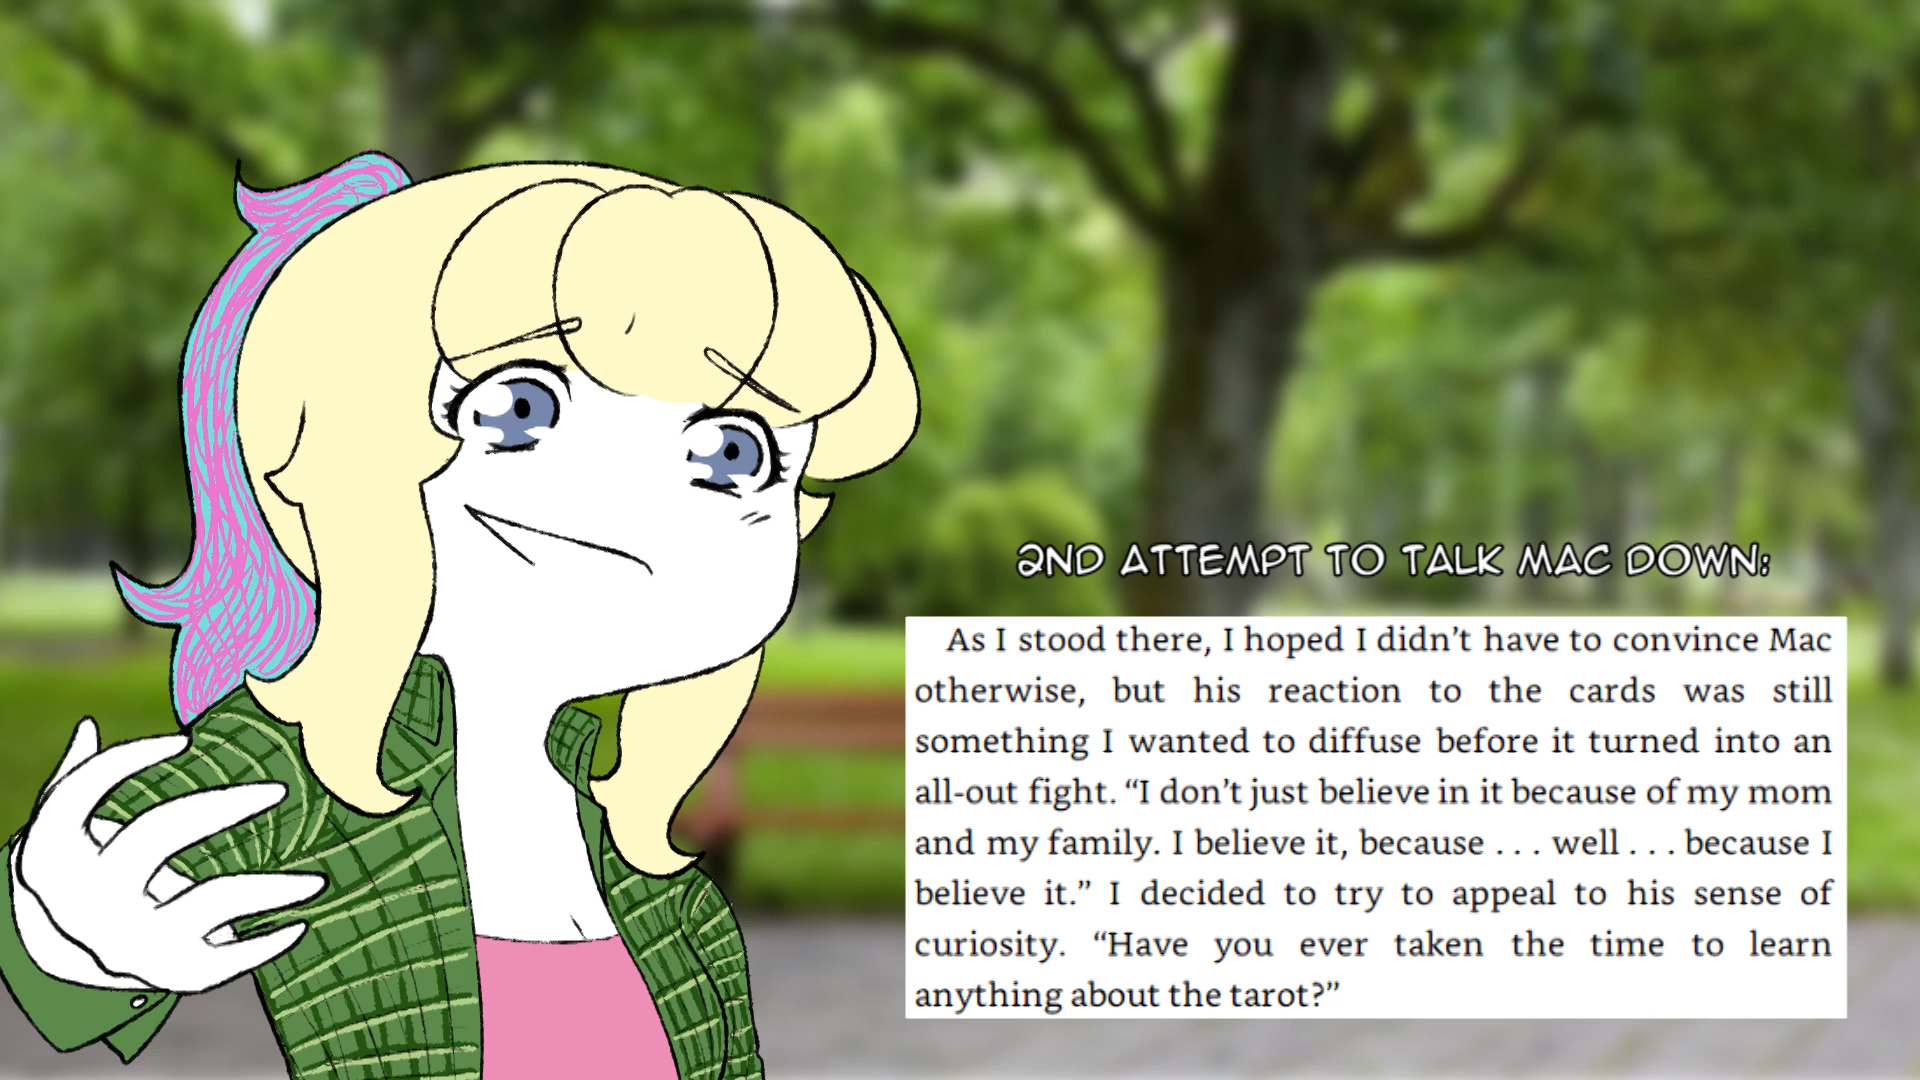 2ND ATTEMPT TO TALK MAC DOWN:
As I stood there, I hoped I didn’t have to convince Mac
otherwise, but his reaction to the cards was still
something I wanted to diffuse before it turned into an
all-out fight. “I don’t just believe in it because of my mom
and my family. I believe it, because . . . well . . . because I
believe it.” I decided to try to appeal to his sense of
curiosity. “Have you ever taken the time to learn
anything about the tarot?”